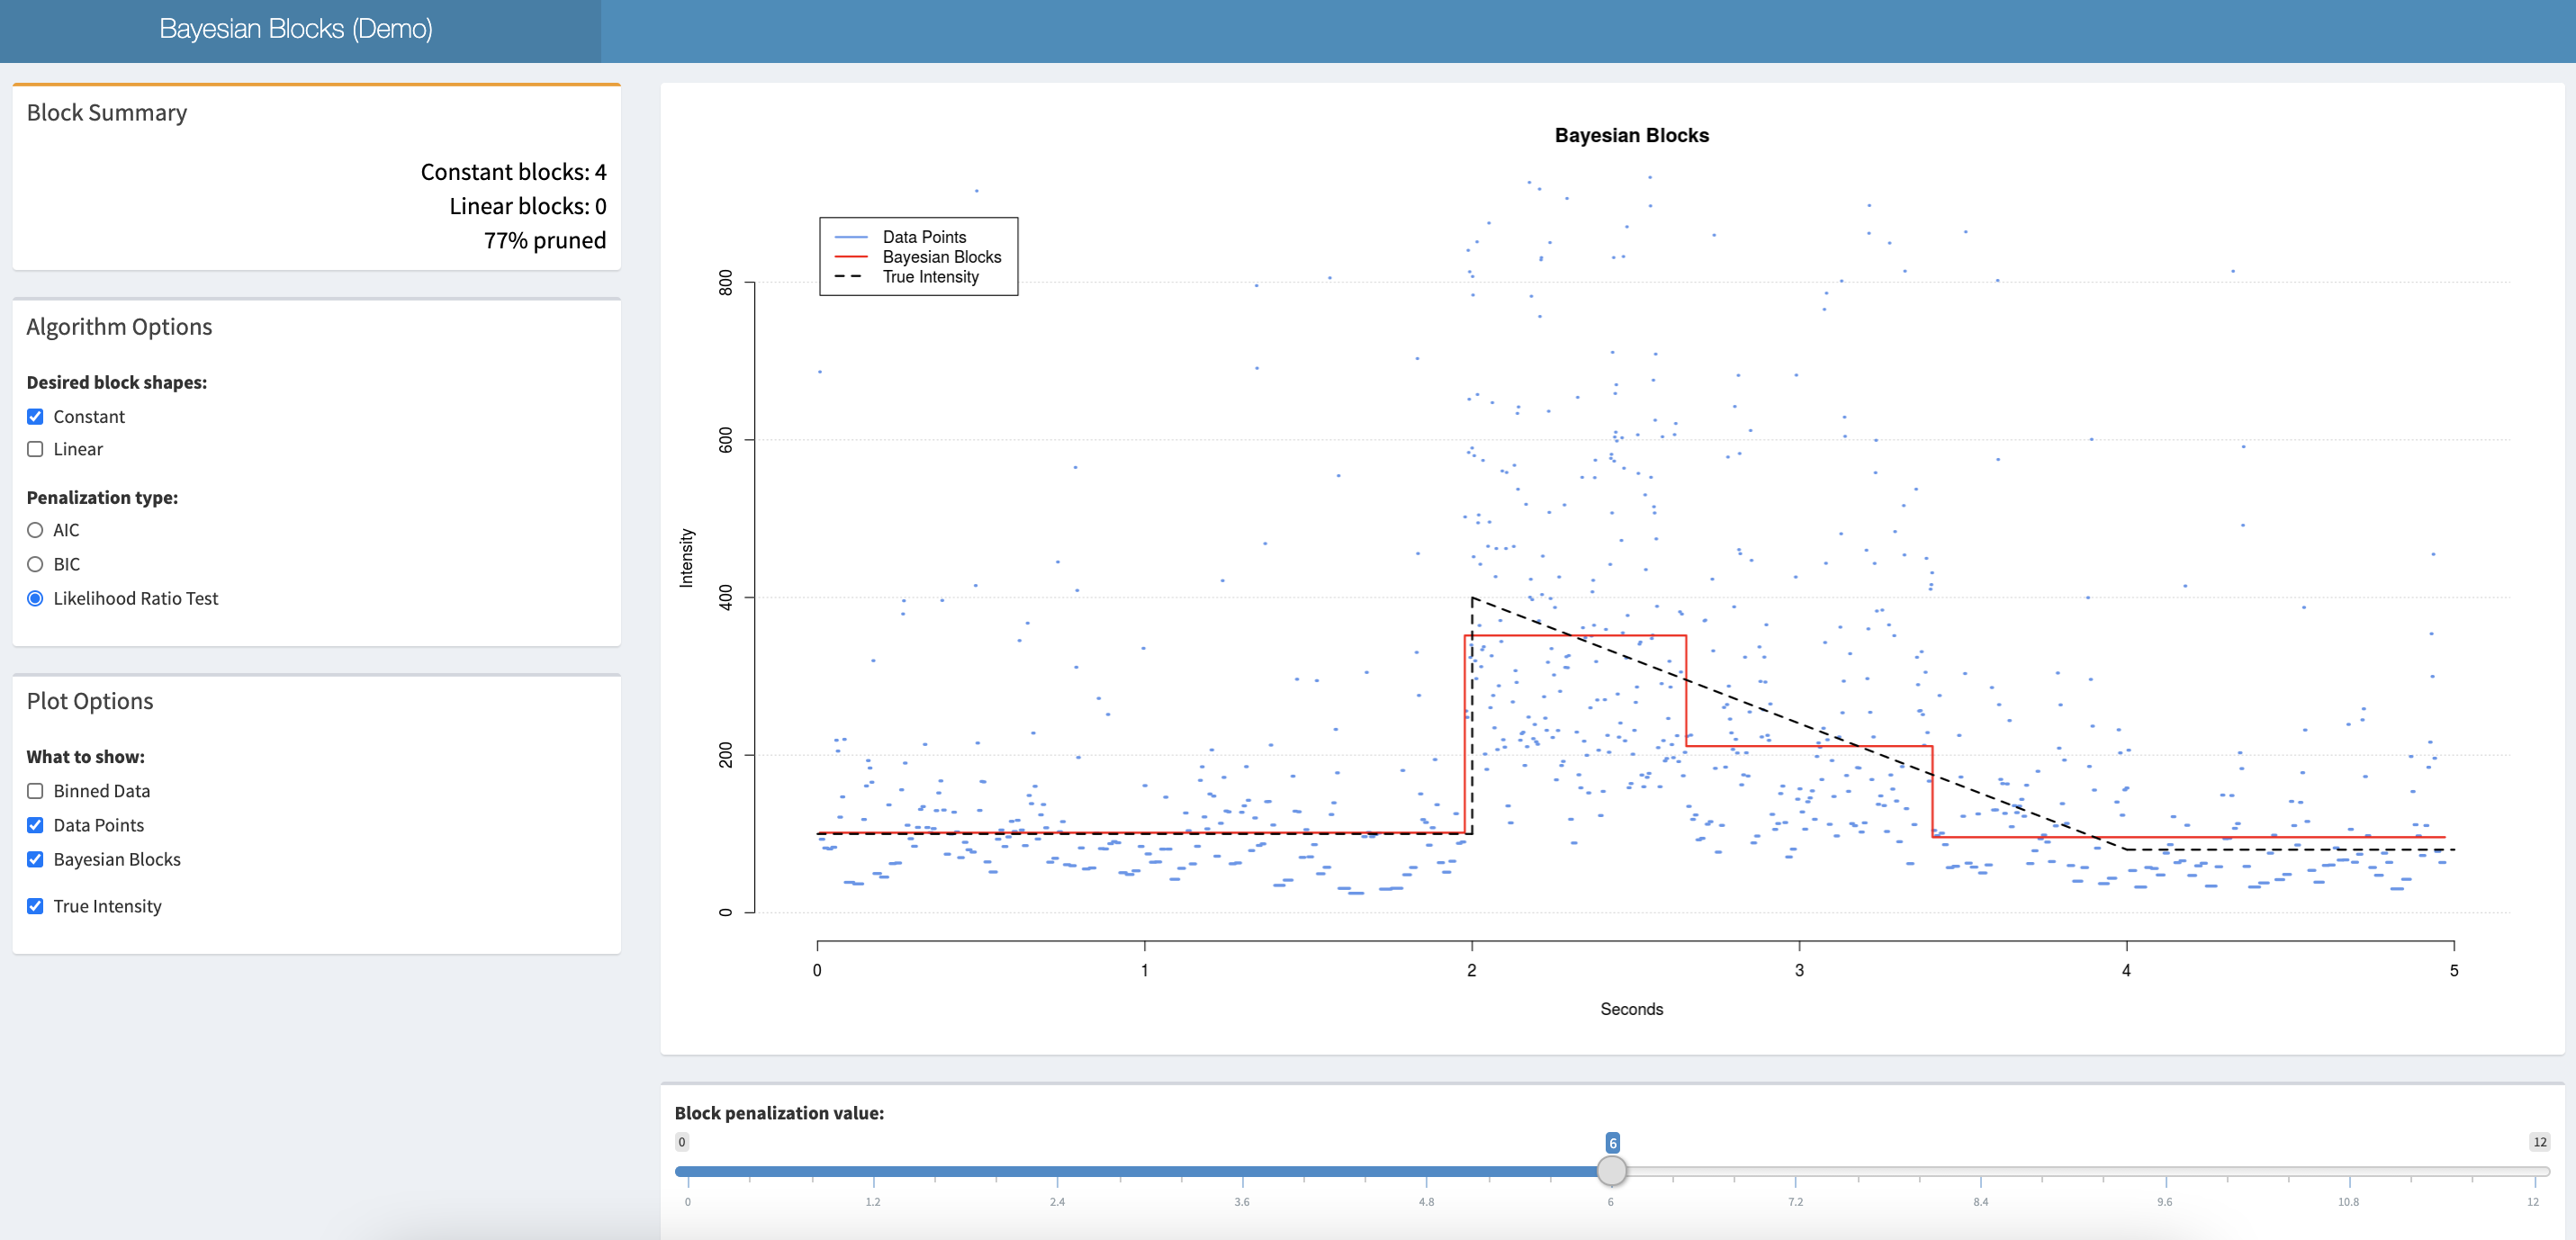 Bayesian Blocks (Demo)
Block Summary
Constant blocks: 4
Linear blocks: 0
77% pruned
Algorithm Options
Desired block shapes:
Constant
Linear
Penalization type:
AIC
BIC
Likelihood Ratio Test
Plot Options
What to show:
Binned Data
Data Points
Bayesian Blocks
True Intensity
Bayesian Blocks
Data Points
Bayesian Blocks
True Intensity
Intensity
800
600
400
200
0
0 1 2 3 4 5
Seconds
Block penalization value:
0 6 12
0 1.2 2.4 3.6 4.8 6 7.2 8.4 9.6 10.8 12